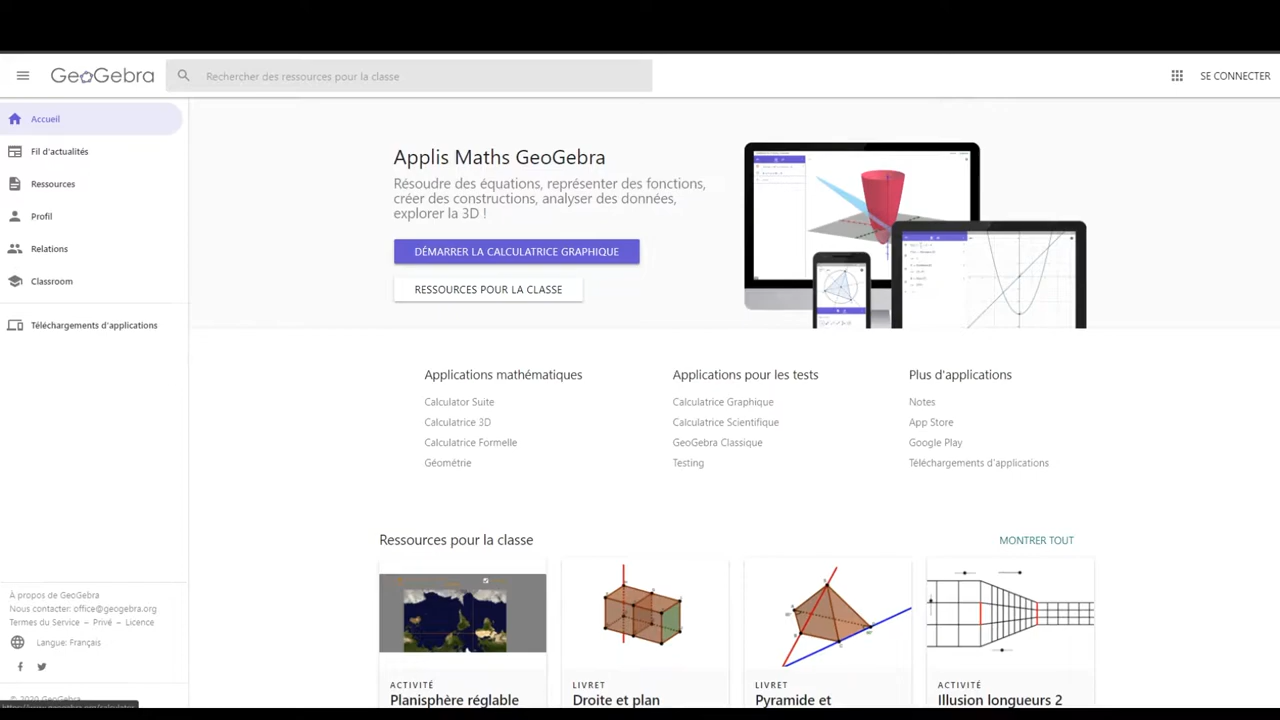 GeoGebra
Rechercher des ressources pour la classe
SE CONNECTER
Accueil
Fil d'actualités
Ressources
Profil
Relations
Classroom
Téléchargements d'applications
Applis Maths GeoGebra
Résoudre des équations, représenter des fonctions,
créer des constructions, analyser des données,
explorer la 3D !
DÉMARRER LA CALCULATRICE GRAPHIQUE
RESSOURCES POUR LA CLASSE
Applications mathématiques
Calculator Suite
Calculatrice 3D
Calculatrice Formelle
Géométrie
Applications pour les tests
Calculatrice Graphique
Calculatrice Scientifique
GeoGebra Classique
Testing
Plus d'applications
Notes
App Store
Google Play
Téléchargements d'applications
Ressources pour la classe
MONTRER TOUT
ACTIVITÉ
Planisphère réglable
LIVRET
Droite et plan
LIVRET
Pyramide et
ACTIVITÉ
Illusion longueurs 2
À propos de GeoGebra
Nous contacter: office@geogebra.org
Termes du Service – Privé – Licence
Langue: Français
© 2020 GeoGebra